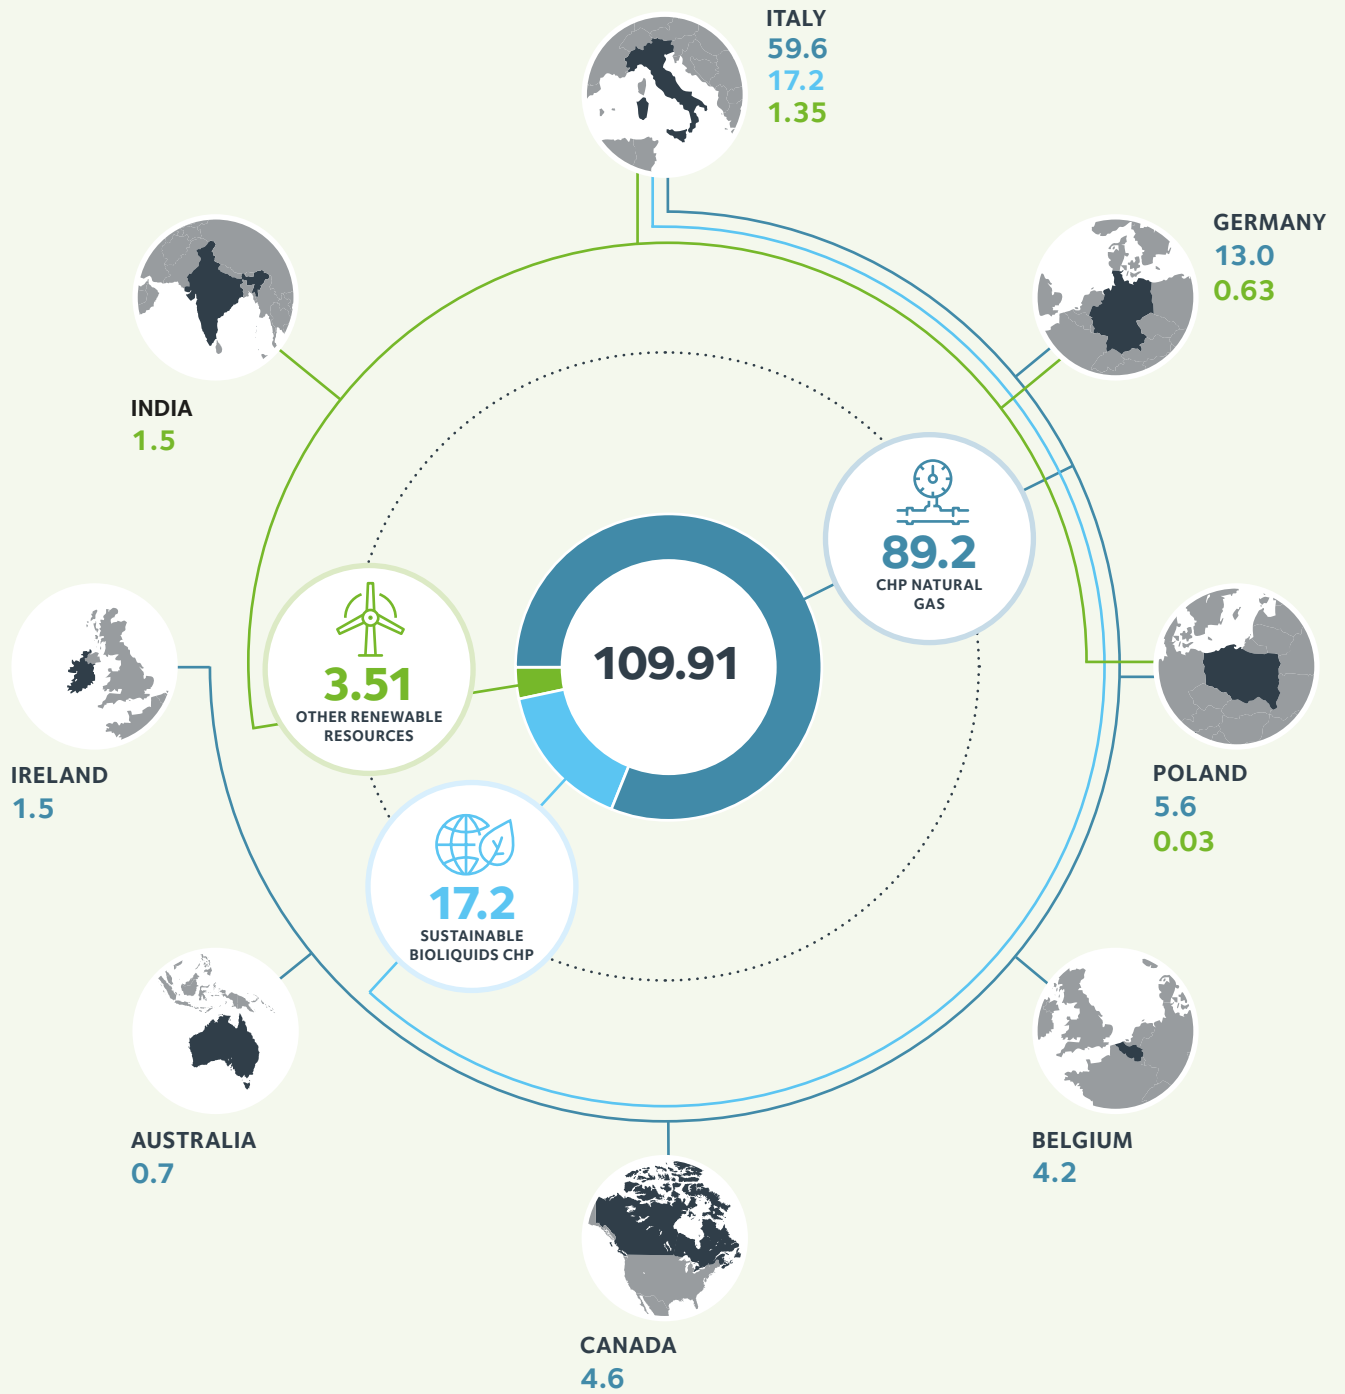 ITALY
59.6
17.2
1.35
GERMANY
13.0
0.63
INDIA
1.5
89.2
CHP NATURAL
GAS
109.91
3.51
OTHER RENEWABLE
RESOURCES
IRELAND
1.5
POLAND
5.6
0.03
17.2
SUSTAINABLE
BIOLIQUIDS CHP
AUSTRALIA
0.7
BELGIUM
4.2
CANADA
4.6